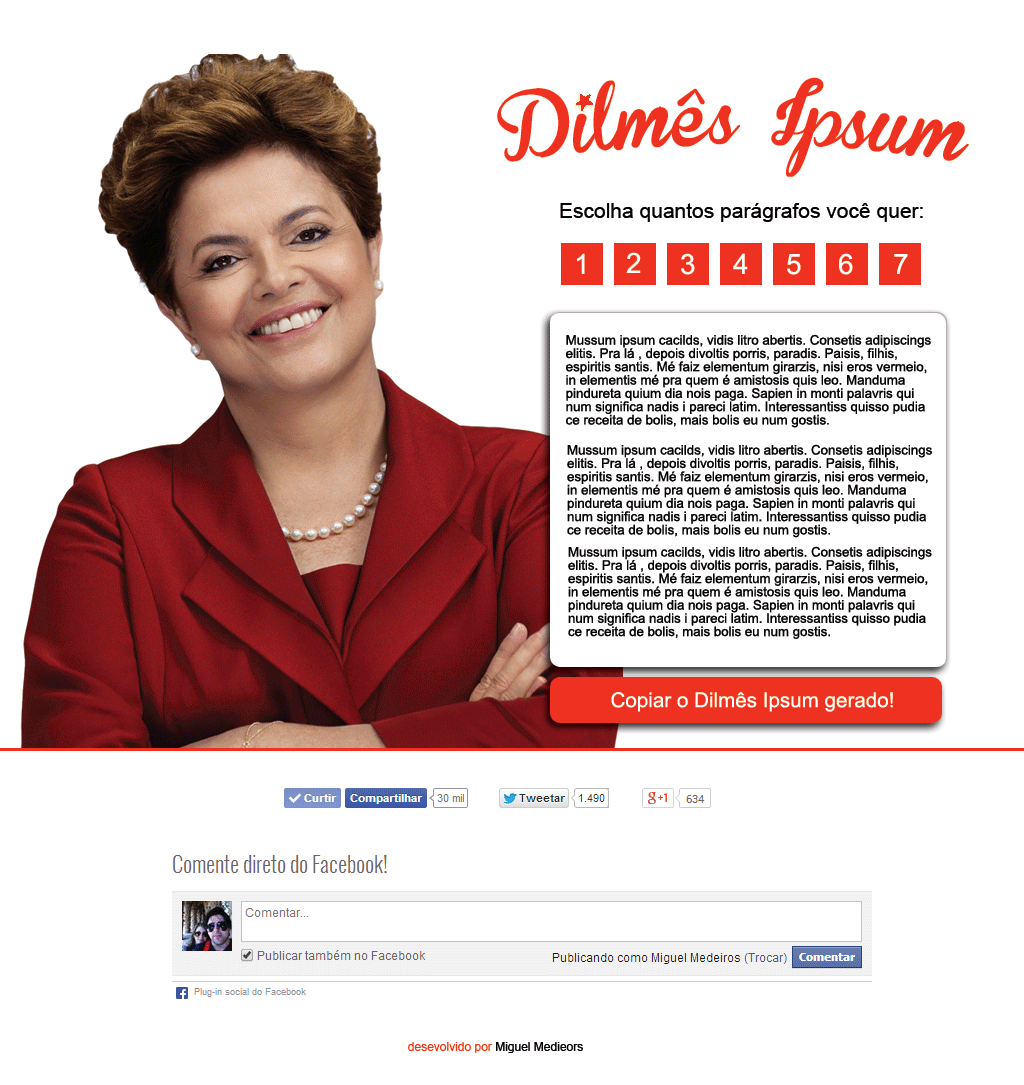 Dilmês Ipsum
Escolha quantos parágrafos você quer:
1 2 3 4 5 6 7
Mussum ipsum cacilds, vidis litro abertis. Consetis adipiscings
elitis. Pra lá , depois divoltis porris, paradis. Paisis, filhis,
espiritis santis. Mé faiz elementum girarzis, nisi eros vermeio,
in elementis mé pra quem é amistosis quis leo. Manduma
pindureta quium dia nois paga. Sapien in monti palavris qui
num significa nadis i pareci latim. Interessantiss quisso pudia
ce receita de bolis, mais bolis eu num gostis.
Mussum ipsum cacilds, vidis litro abertis. Consetis adipiscings
elitis. Pra lá , depois divoltis porris, paradis. Paisis, filhis,
espiritis santis. Mé faiz elementum girarzis, nisi eros vermeio,
in elementis mé pra quem é amistosis quis leo. Manduma
pindureta quium dia nois paga. Sapien in monti palavris qui
num significa nadis i pareci latim. Interessantiss quisso pudia
ce receita de bolis, mais bolis eu num gostis.
Mussum ipsum cacilds, vidis litro abertis. Consetis adipiscings
elitis. Pra lá , depois divoltis porris, paradis. Paisis, filhis,
espiritis santis. Mé faiz elementum girarzis, nisi eros vermeio,
in elementis mé pra quem é amistosis quis leo. Manduma
pindureta quium dia nois paga. Sapien in monti palavris qui
num significa nadis i pareci latim. Interessantiss quisso pudia
ce receita de bolis, mais bolis eu num gostis.
Copiar o Dilmês Ipsum gerado!
Curtir Compartilhar 30 mil Tweetar 1.490 g+1 634
Comente direto do Facebook!
Comentar...
Publicar também no Facebook Publicando como Miguel Medeiros (Trocar) Comentar
Plug-in social do Facebook
desevolvido por Miguel Medieors